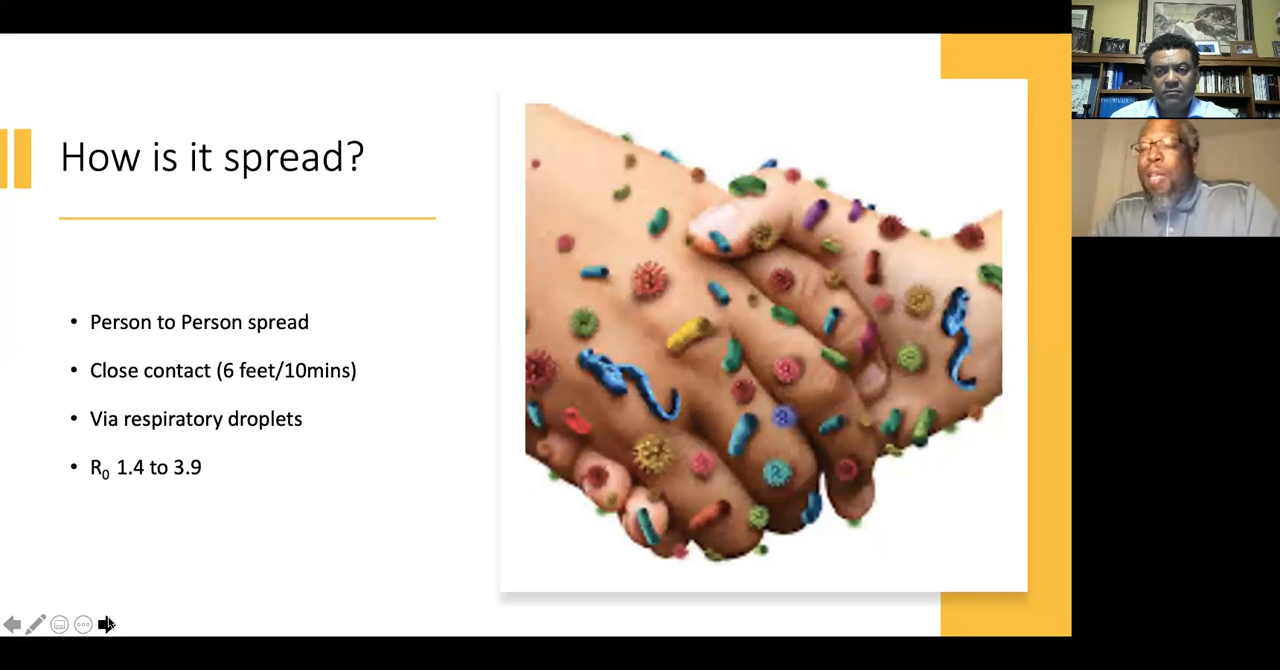 How is it spread?
• Person to Person spread
• Close contact (6 feet/10mins)
• Via respiratory droplets
• R₀ 1.4 to 3.9